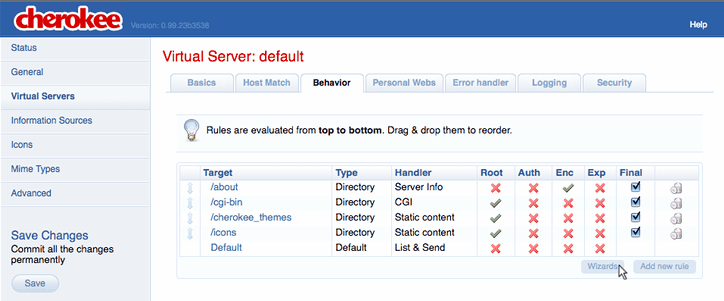 cherokee Version: 0.99.23b3538 Help
Status
General
Virtual Servers
Information Sources
Icons
Mime Types
Advanced
Save Changes
Commit all the changes
permanently
Save
Virtual Server: default
Basics Host Match Behavior Personal Webs Error handler Logging Security
Rules are evaluated from top to bottom. Drag & drop them to reorder.
Target Type Handler Root Auth Enc Exp Final
/about Directory Server Info
/cgi-bin Directory CGI
/cherokee_themes Directory Static content
/icons Directory Static content
Default Default List & Send
Wizards Add new rule